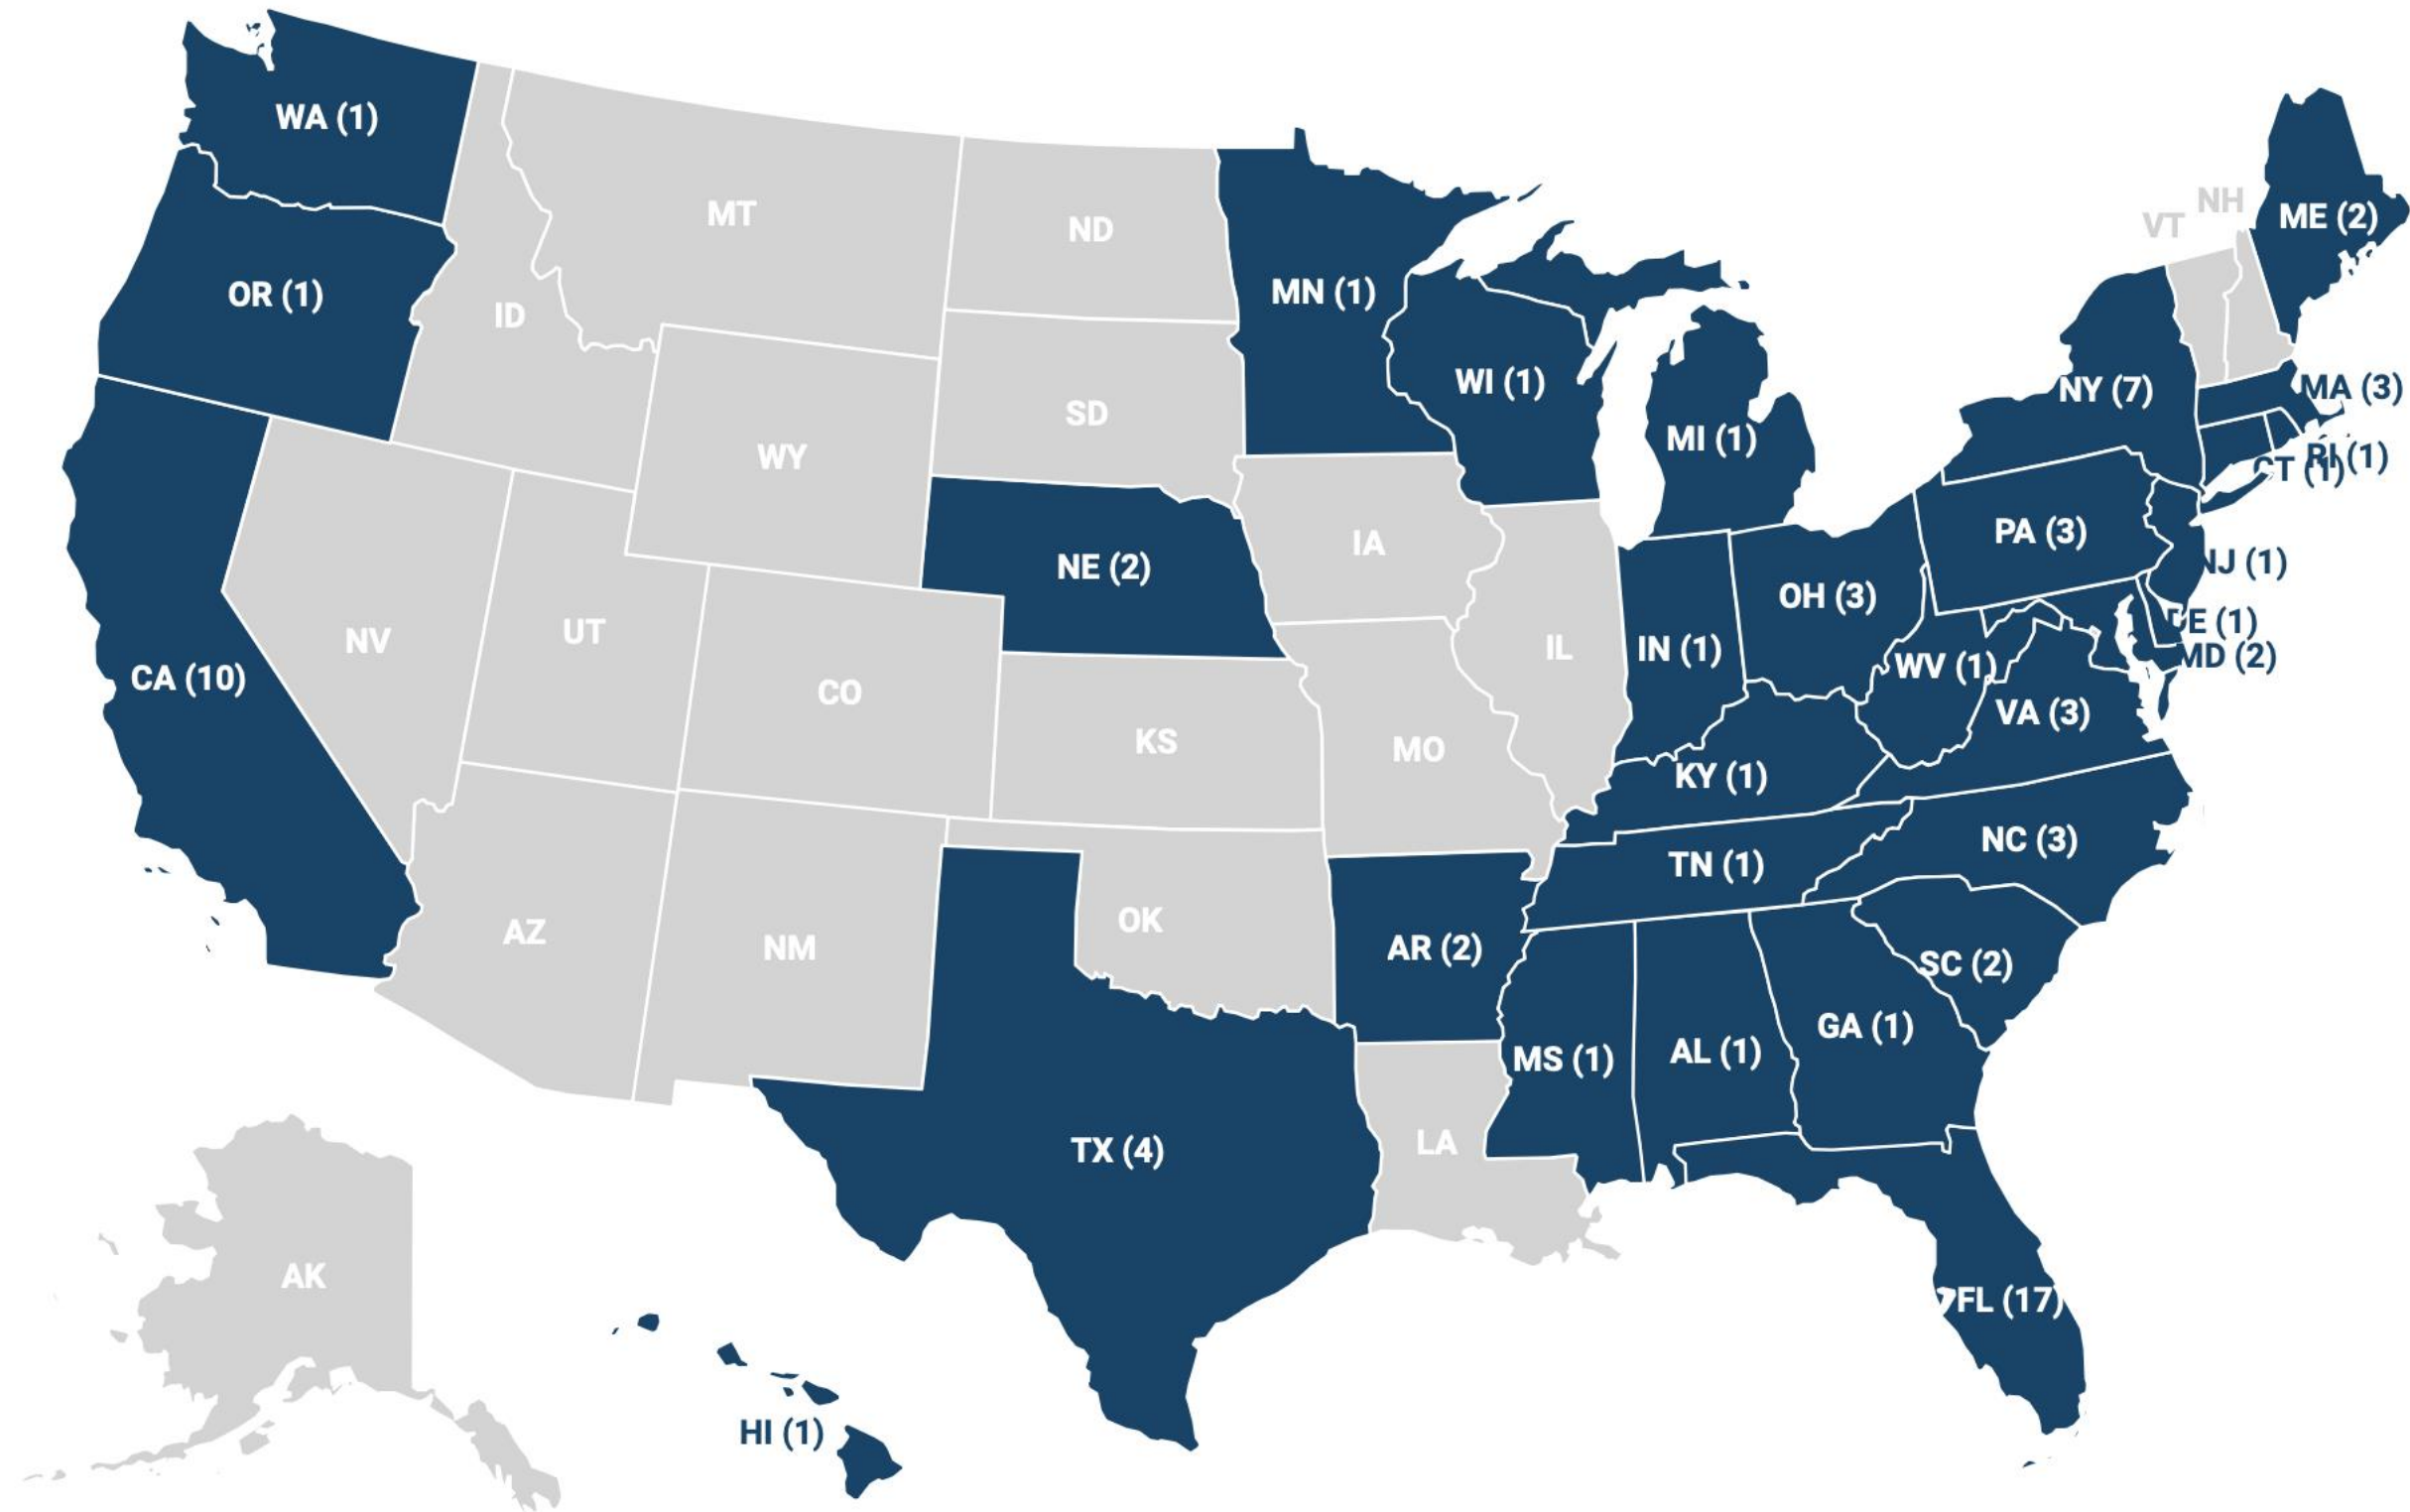 WA (1)
MT
ND
NH
VT
ME (2)
OR (1)
ID
MN (1)
WI (1)
SD
NY (7)
MA (3)
MI (1)
WY
RI (1)
CT (1)
IA
PA (3)
NE (2)
NJ (1)
OH (3)
DE (1)
NV
UT
IL
IN (1)
MD (2)
WV (1)
CA (10)
CO
VA (3)
KS
MO
KY (1)
NC (3)
TN (1)
AZ
NM
OK
AR (2)
SC (2)
GA (1)
MS (1)
AL (1)
LA
TX (4)
AK
FL (17)
HI (1)